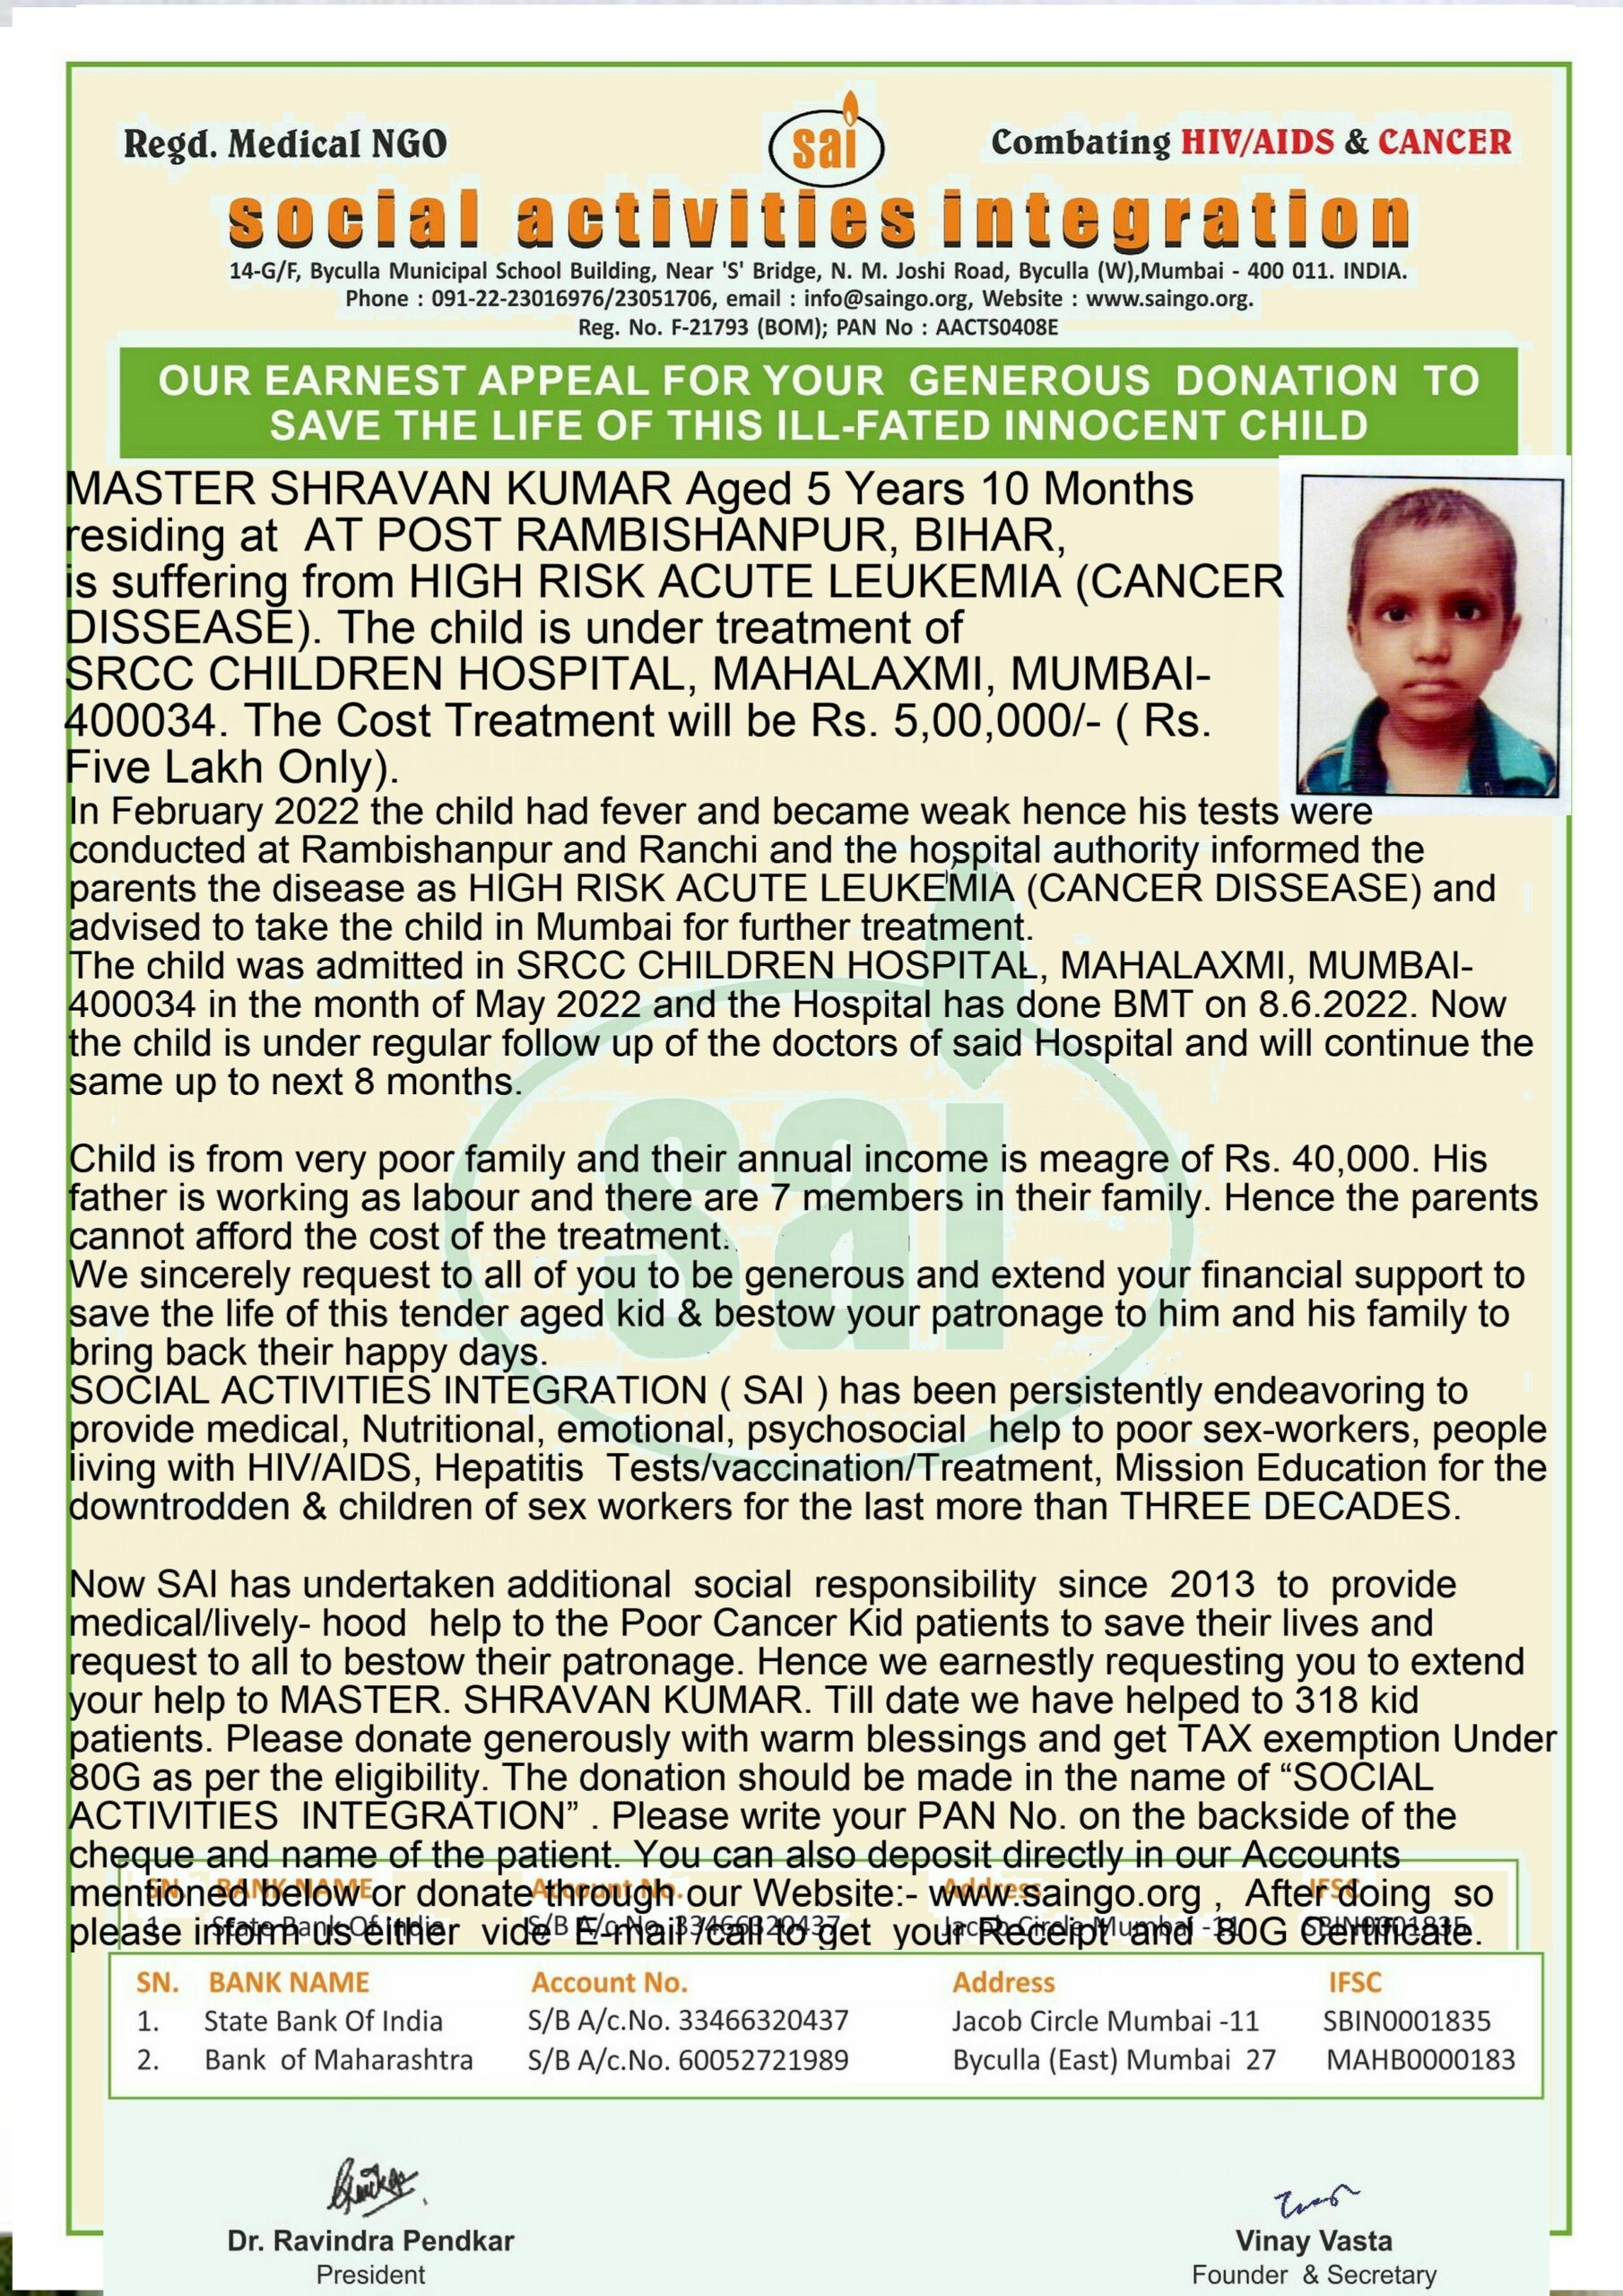 Regd. Medical NGO
sai
Combating HIV/AIDS & CANCER
social activities integration
14-G/F, Byculla Municipal School Building, Near 'S' Bridge, N. M. Joshi Road, Byculla (W),Mumbai - 400 011. INDIA.
Phone : 091-22-23016976/23051706, email : info@saingo.org, Website : www.saingo.org.
Reg. No. F-21793 (BOM); PAN No : AACTS0408E
OUR EARNEST APPEAL FOR YOUR GENEROUS DONATION TO
SAVE THE LIFE OF THIS ILL-FATED INNOCENT CHILD
MASTER SHRAVAN KUMAR Aged 5 Years 10 Months
residing at AT POST RAMBISHANPUR, BIHAR,
is suffering from HIGH RISK ACUTE LEUKEMIA (CANCER
DISSEASE). The child is under treatment of
SRCC CHILDREN HOSPITAL, MAHALAXMI, MUMBAI-
400034. The Cost Treatment will be Rs. 5,00,000/- ( Rs.
Five Lakh Only).
In February 2022 the child had fever and became weak hence his tests were
conducted at Rambishanpur and Ranchi and the hospital authority informed the
parents the disease as HIGH RISK ACUTE LEUKEMIA (CANCER DISSEASE) and
advised to take the child in Mumbai for further treatment.
The child was admitted in SRCC CHILDREN HOSPITAL, MAHALAXMI, MUMBAI-
400034 in the month of May 2022 and the Hospital has done BMT on 8.6.2022. Now
the child is under regular follow up of the doctors of said Hospital and will continue the
same up to next 8 months.
Child is from very poor family and their annual income is meagre of Rs. 40,000. His
father is working as labour and there are 7 members in their family. Hence the parents
cannot afford the cost of the treatment.
We sincerely request to all of you to be generous and extend your financial support to
save the life of this tender aged kid & bestow your patronage to him and his family to
bring back their happy days.
SOCIAL ACTIVITIES INTEGRATION ( SAI ) has been persistently endeavoring to
provide medical, Nutritional, emotional, psychosocial help to poor sex-workers, people
living with HIV/AIDS, Hepatitis Tests/vaccination/Treatment, Mission Education for the
downtrodden & children of sex workers for the last more than THREE DECADES.
Now SAI has undertaken additional social responsibility since 2013 to provide
medical/lively- hood help to the Poor Cancer Kid patients to save their lives and
request to all to bestow their patronage. Hence we earnestly requesting you to extend
your help to MASTER. SHRAVAN KUMAR. Till date we have helped to 318 kid
patients. Please donate generously with warm blessings and get TAX exemption Under
80G as per the eligibility. The donation should be made in the name of “SOCIAL
ACTIVITIES INTEGRATION” . Please write your PAN No. on the backside of the
cheque and name of the patient. You can also deposit directly in our Accounts
mentioned below or donate through our Website:- www.saingo.org , After doing so
please inform us either vide E-mail /call to get your Receipt and 80G Certificate.
SN. BANK NAME Account No. Address IFSC
1. State Bank Of India S/B A/c.No. 33466320437 Jacob Circle Mumbai -11 SBIN0001835
SN. BANK NAME Account No. Address IFSC
1. State Bank Of India S/B A/c.No. 33466320437 Jacob Circle Mumbai -11 SBIN0001835
2. Bank of Maharashtra S/B A/c.No. 60052721989 Byculla (East) Mumbai 27 MAHB0000183
sai
Dr. Ravindra Pendkar
President
Vinay Vasta
Founder & Secretary